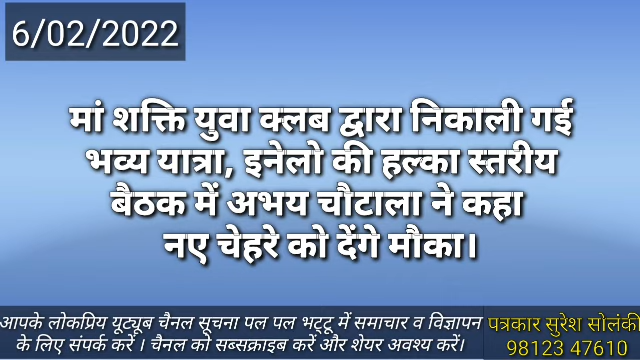 6/02/2022
मां शक्ति युवा क्लब द्वारा निकाली गई
भव्य यात्रा, इनेलो की हल्का स्तरीय
बैठक में अभय चौटाला ने कहा
नए चेहरे को देंगे मौका।
आपके लोकप्रिय यूट्यूब चैनल सूचना पल पल भट्टू में समाचार व विज्ञापन
के लिए संपर्क करें । चैनल को सब्सक्राइब करें और शेयर अवश्य करें।
पत्रकार सुरेश सोलंकी
98123 47610